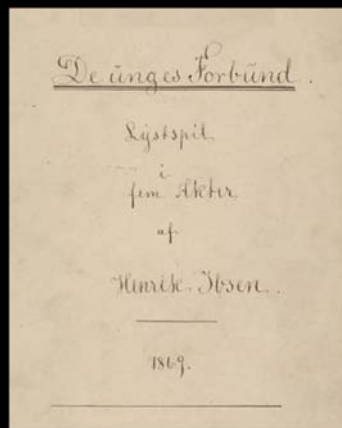 De unges Forbund.
Lystspil
i
fem Akter
af
Henrik Ibsen.
1869.